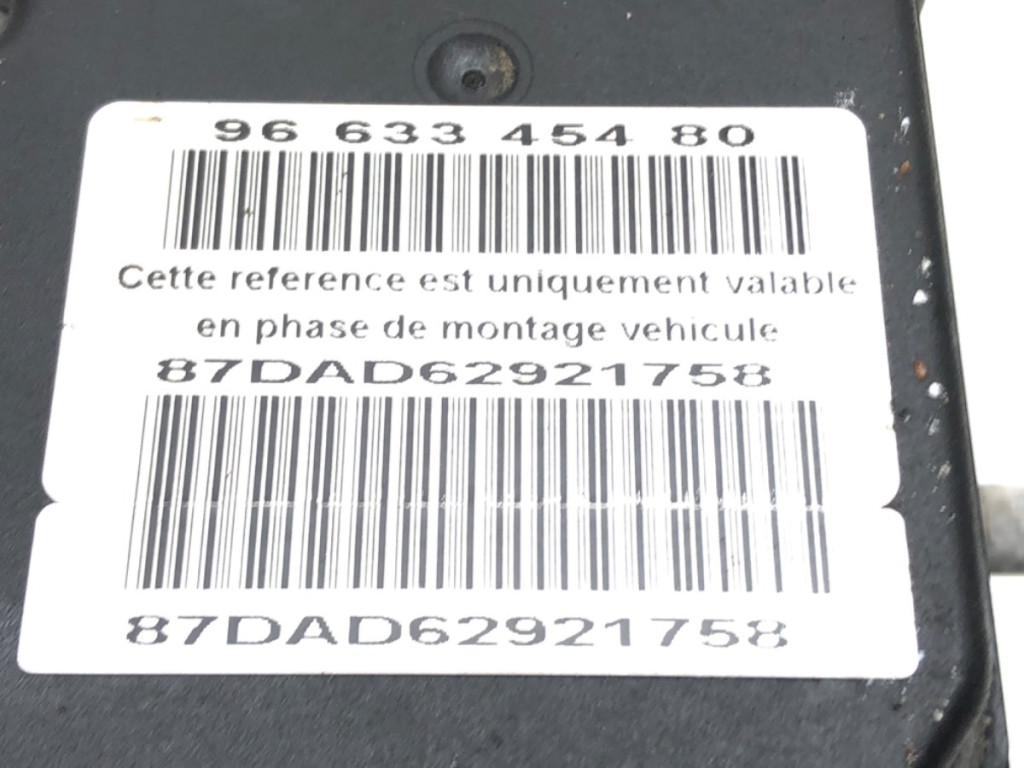 96 633 454 80
Cette reference est uniquement valable
en phase de montage vehicule
87DAD62921758
87DAD62921758